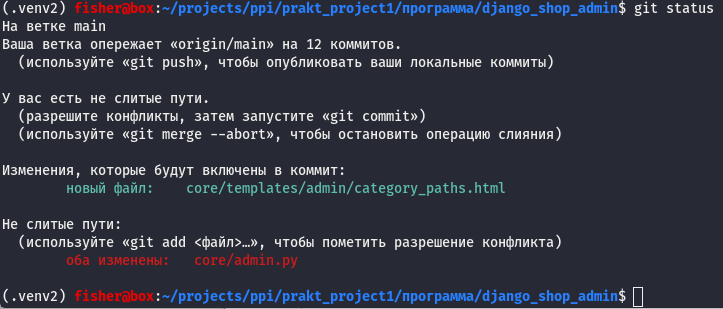 (.venv2) fisher@box:~/projects/ppi/prakt_project1/программа/django_shop_admin$ git status
На ветке main
Ваша ветка опережает «origin/main» на 12 коммитов.
(используйте «git push», чтобы опубликовать ваши локальные коммиты)
У вас есть не слитые пути.
(разрешите конфликты, затем запустите «git commit»)
(используйте «git merge --abort», чтобы остановить операцию слияния)
Изменения, которые будут включены в коммит:
новый файл:    core/templates/admin/category_paths.html
Не слитые пути:
(используйте «git add <файл>…», чтобы пометить разрешение конфликта)
оба изменены:   core/admin.py
(.venv2) fisher@box:~/projects/ppi/prakt_project1/программа/django_shop_admin$